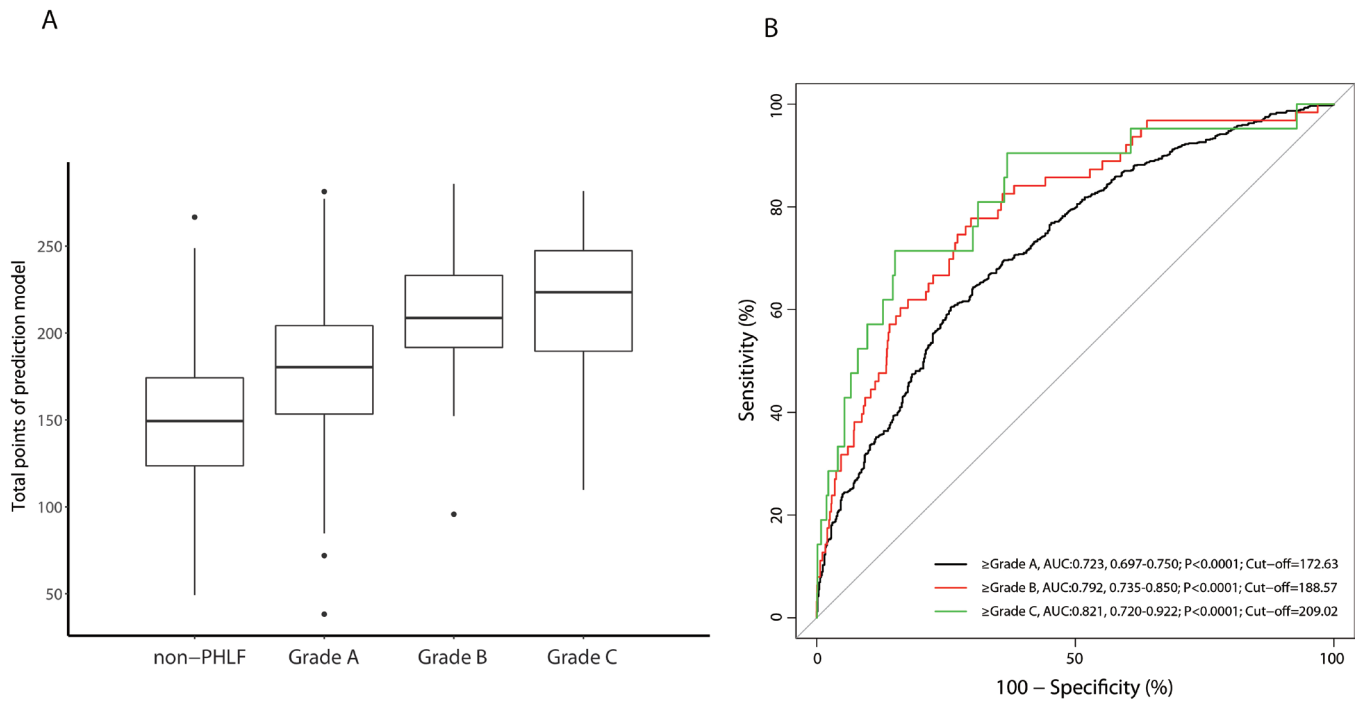 A
Total points of prediction model
250
200
150
100
50
non−PHLF Grade A Grade B Grade C
B
Sensitivity (%)
100
80
60
40
20
0
≥Grade A, AUC:0.723, 0.697-0.750; P<0.0001; Cut−off=172.63
≥Grade B, AUC:0.792, 0.735-0.850; P<0.0001; Cut−off=188.57
≥Grade C, AUC:0.821, 0.720-0.922; P<0.0001; Cut−off=209.02
0 50 100
100 − Specificity (%)